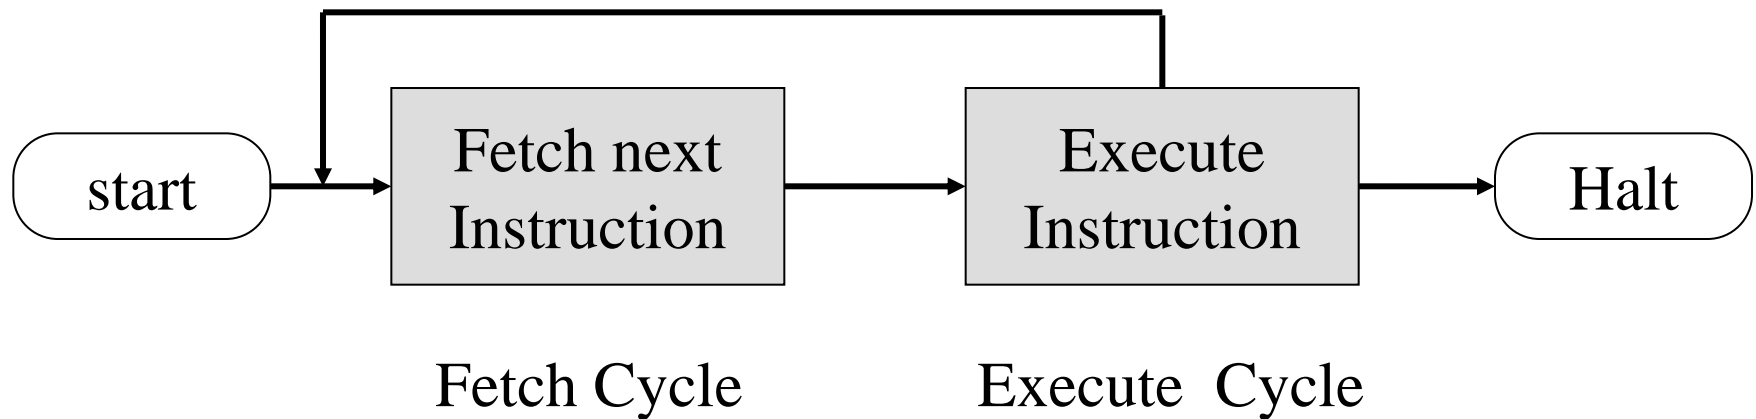 start
Fetch next
Instruction
Execute
Instruction
Halt
Fetch Cycle
Execute  Cycle